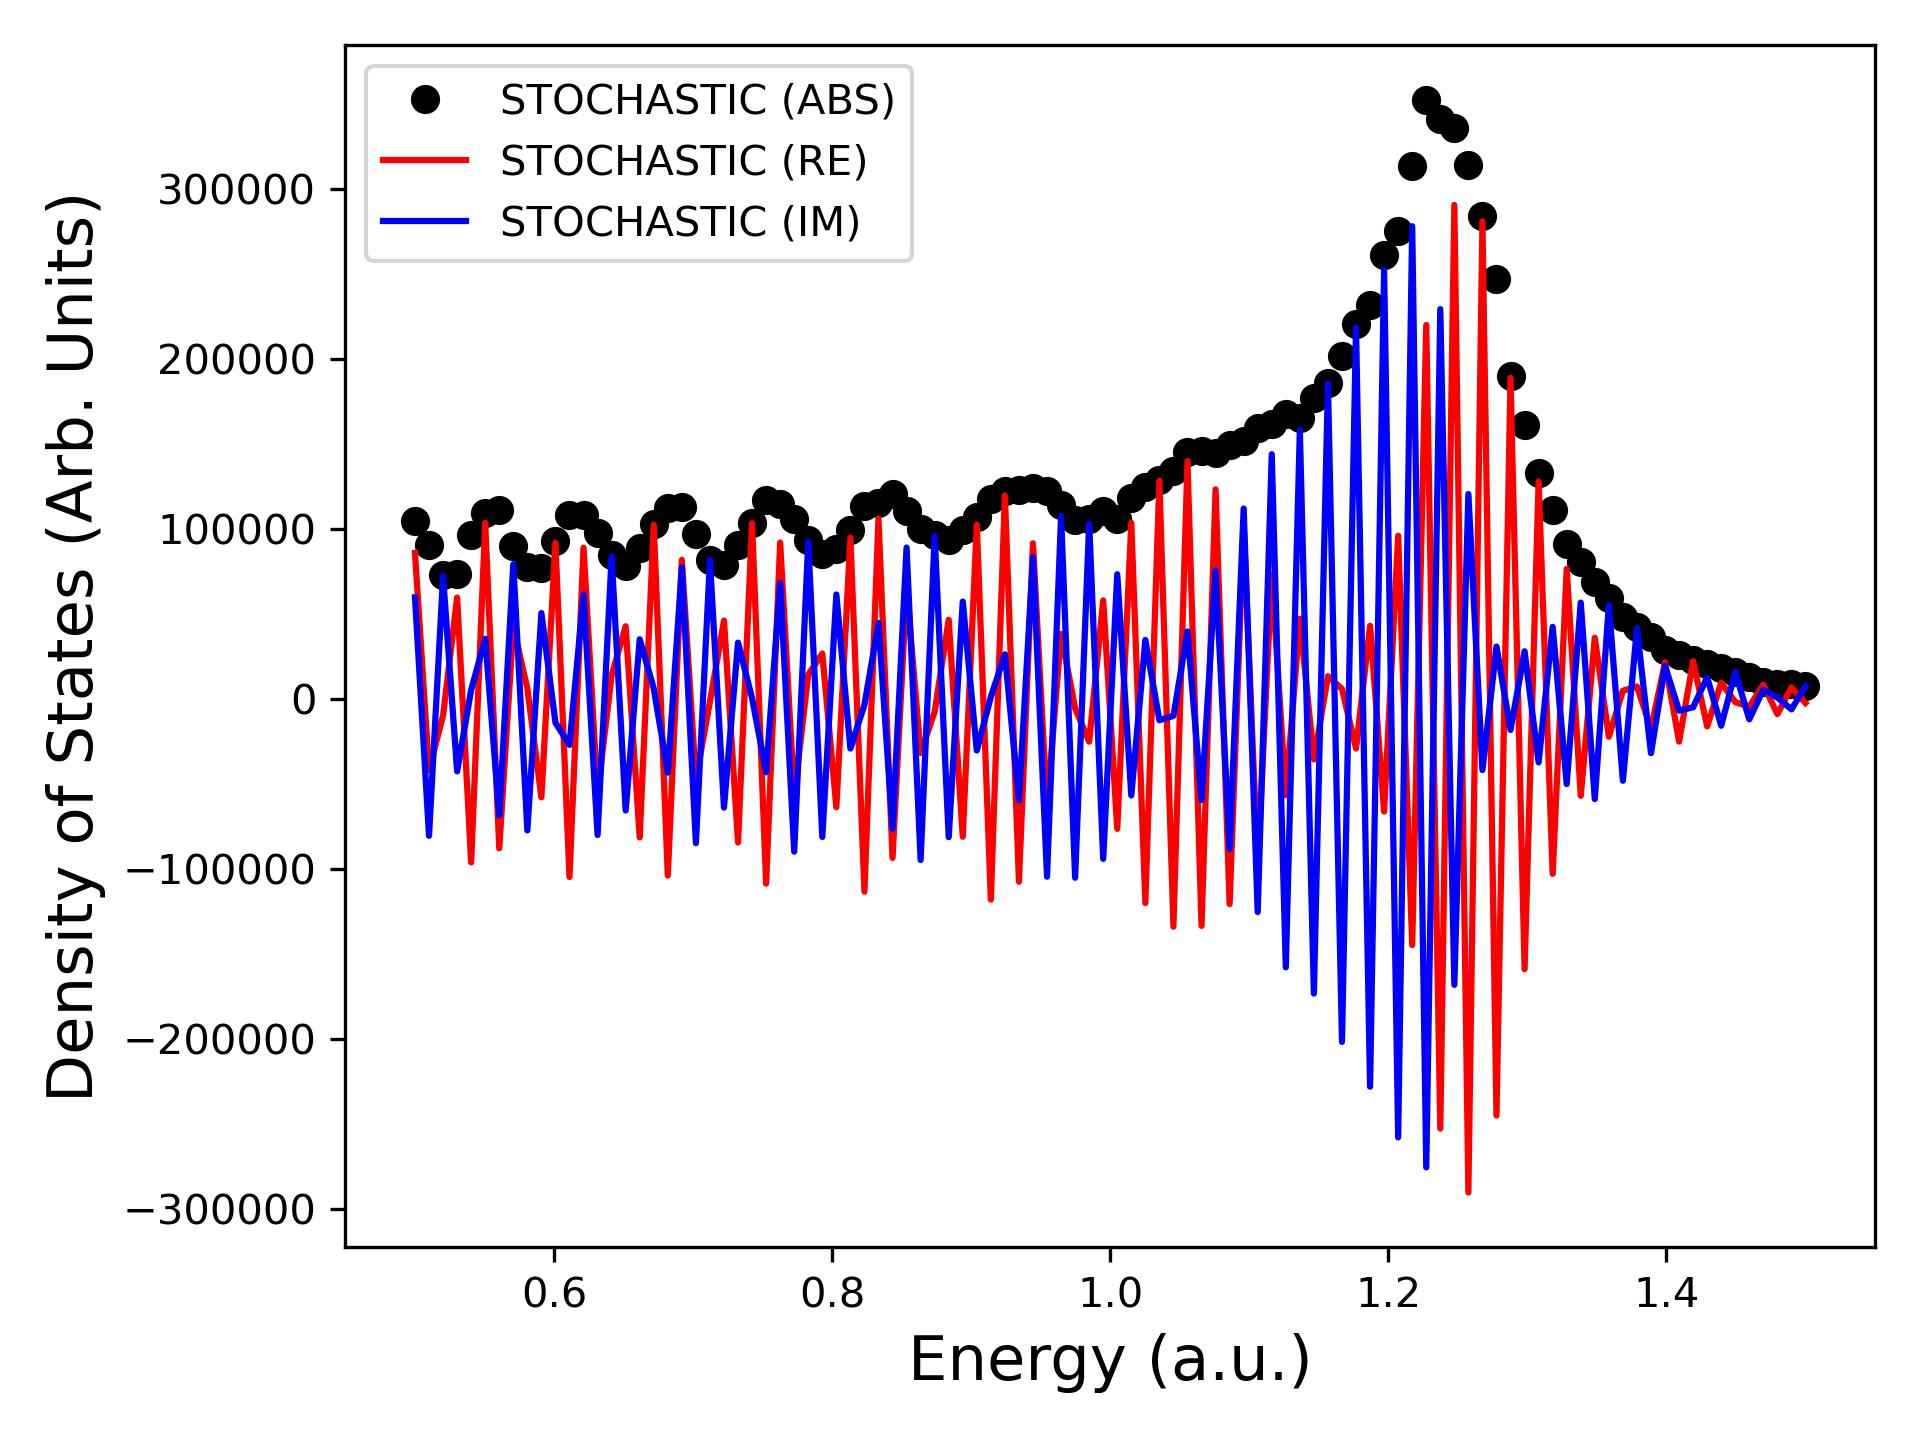 STOCHASTIC (ABS)
STOCHASTIC (RE)
STOCHASTIC (IM)
Density of States (Arb. Units)
300000
200000
100000
0
−100000
−200000
−300000
0.6 0.8 1.0 1.2 1.4
Energy (a.u.)